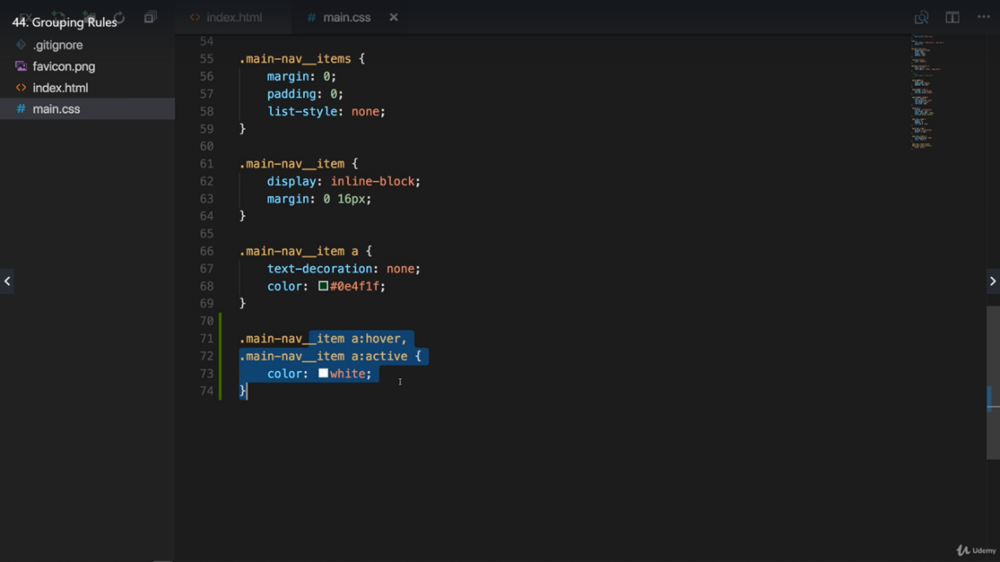 44. Grouping Rules
index.html
main.css
.gitignore
favicon.png
index.html
main.css
54
55 .main-nav__items {
56 margin: 0;
57 padding: 0;
58 list-style: none;
59 }
60
61 .main-nav__item {
62 display: inline-block;
63 margin: 0 16px;
64 }
65
66 .main-nav__item a {
67 text-decoration: none;
68 color: #0e4f1f;
69 }
70
71 .main-nav__item a:hover,
72 .main-nav__item a:active {
73 color: white;
74 }
Udemy